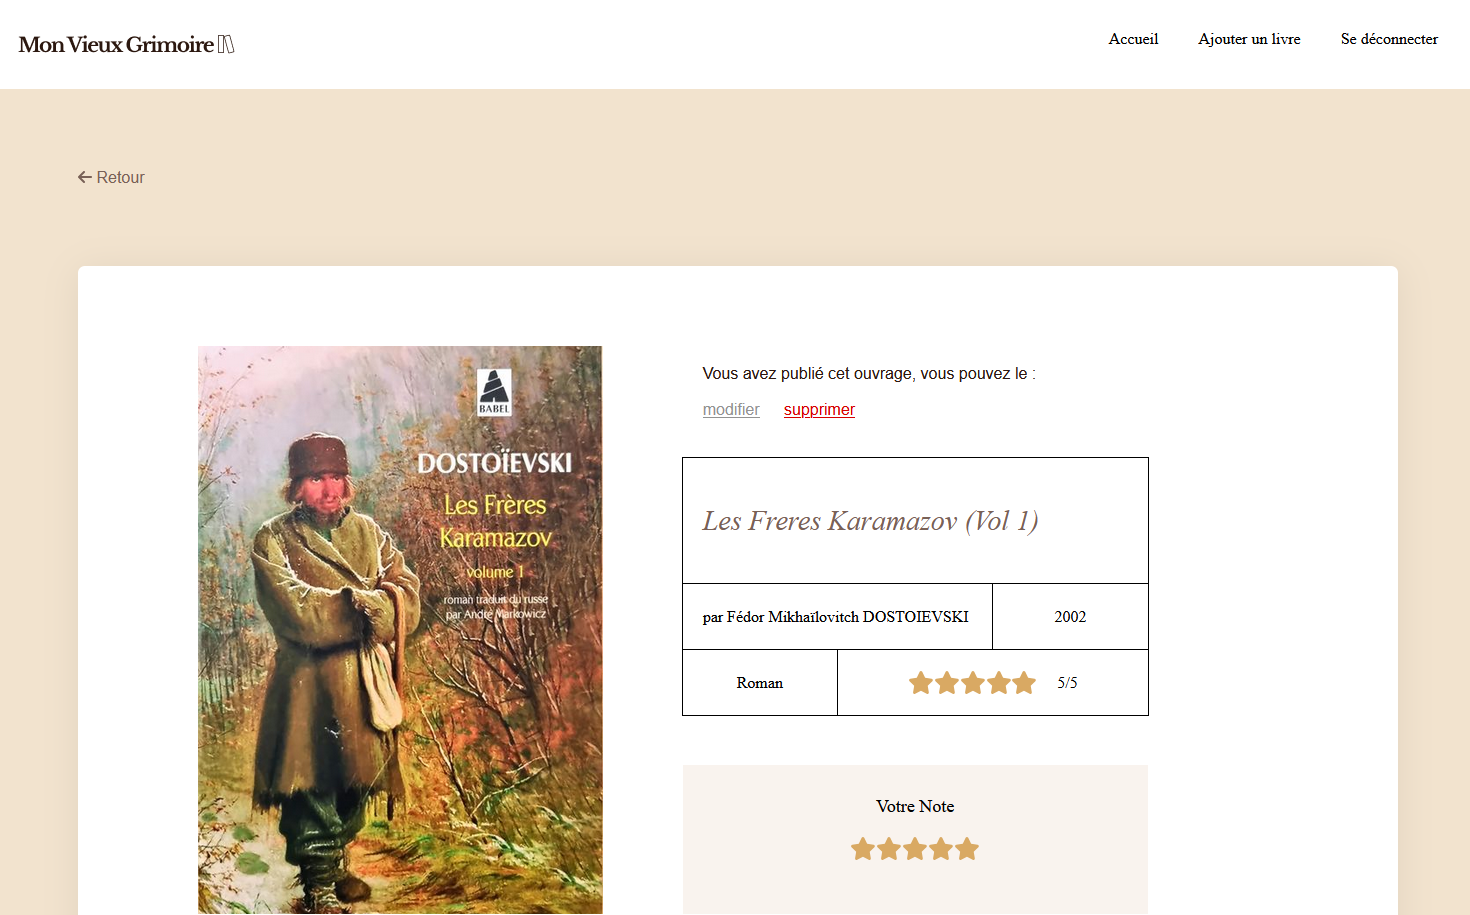 Mon Vieux Grimoire
Accueil
Ajouter un livre
Se déconnecter
Retour
BABEL
DOSTOÏEVSKI
Les Frères
Karamazov
volume 1
roman traduit du russe
par André Markowicz
Vous avez publié cet ouvrage, vous pouvez le :
modifier
supprimer
Les Freres Karamazov (Vol 1)
par Fédor Mikhaïlovitch DOSTOIEVSKI
2002
Roman
5/5
Votre Note